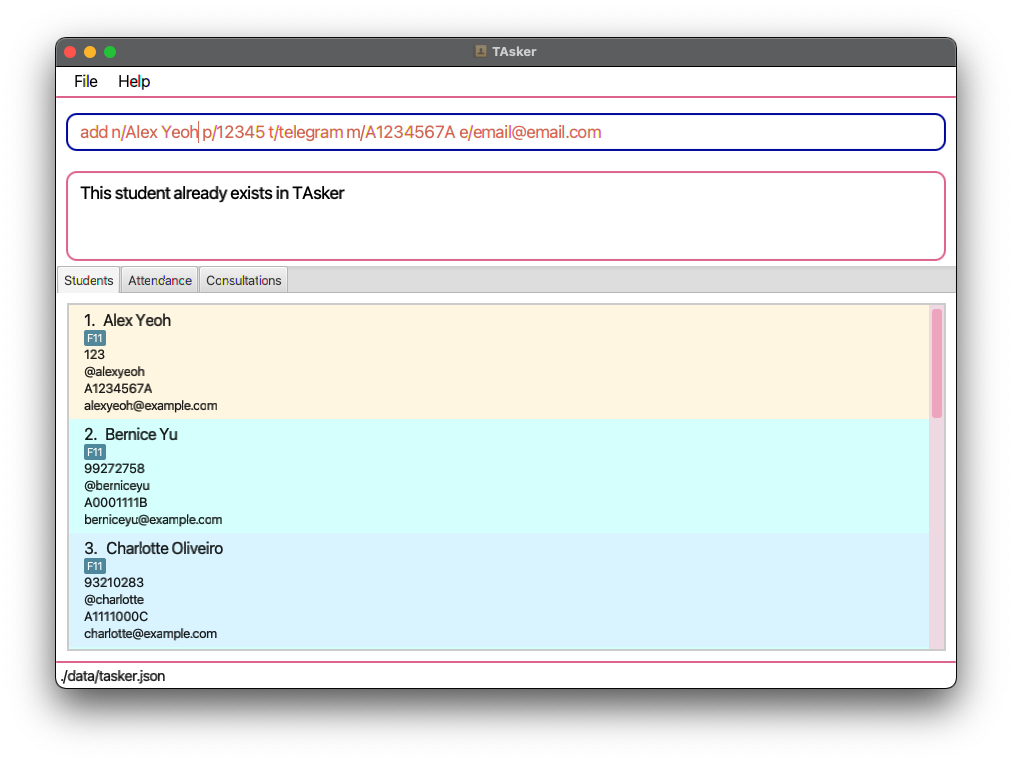 TAsker
File Help
add n/Alex Yeoh p/12345 t/telegram m/A1234567A e/email@email.com
This student already exists in TAsker
Students Attendance Consultations
1. Alex Yeoh
F11
123
@alexyeoh
A1234567A
alexyeoh@example.com
2. Bernice Yu
F11
99272758
@berniceyu
A0001111B
berniceyu@example.com
3. Charlotte Oliveiro
F11
93210283
@charlotte
A1111000C
charlotte@example.com
./data/tasker.json